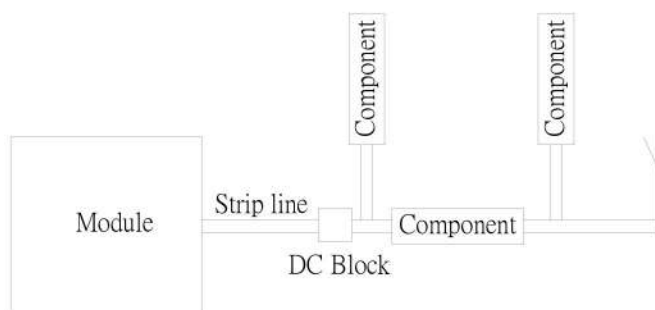 Component
Component
Strip line
Module
Component
DC Block